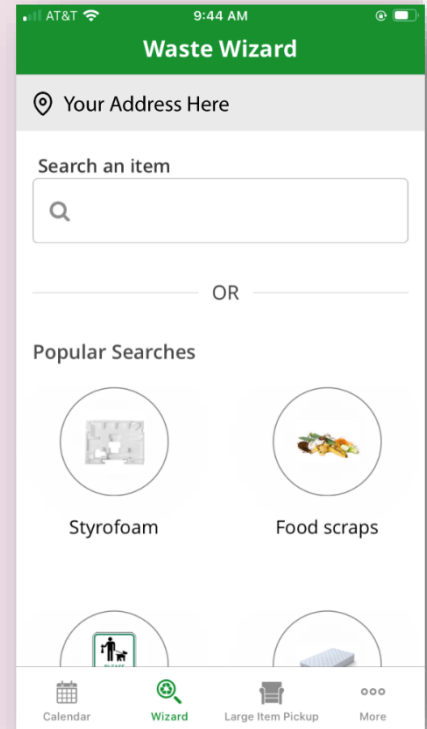 AT&T 9:44 AM
Waste Wizard
Your Address Here
Search an item
OR
Popular Searches
Styrofoam Food scraps
Calendar Wizard Large Item Pickup More